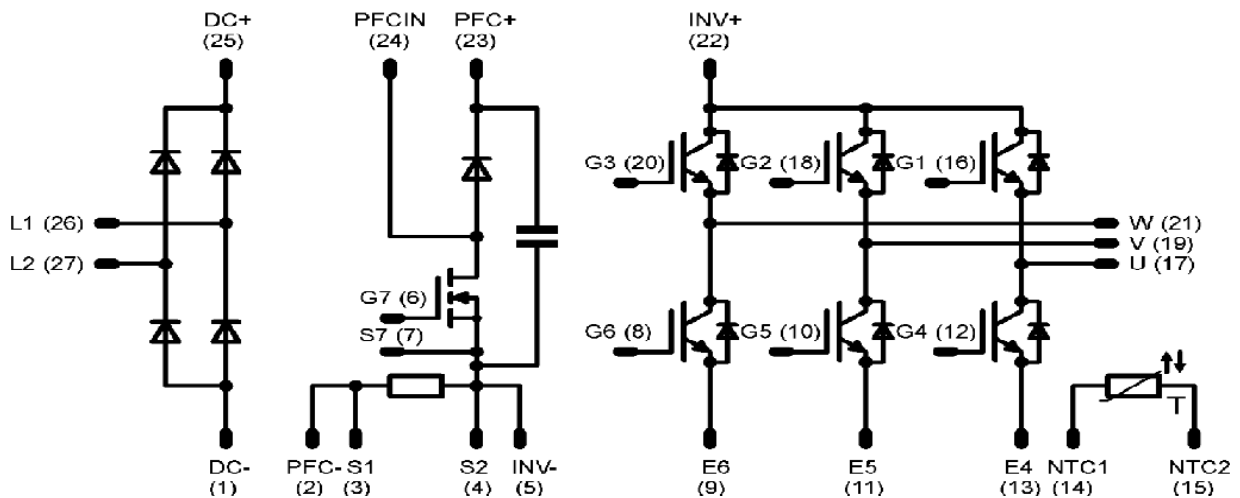 DC+ PFCIN PFC+ INV+
(25) (24) (23) (22)
G3 (20) G2 (18) G1 (16)
L1 (26) W (21)
V (19)
L2 (27) U (17)
G7 (6)
S7 (7) G6 (8) G5 (10) G4 (12)
T
DC- PFC- S1 S2 INV- E6 E5 E4 NTC1 NTC2
(1) (2) (3) (4) (5) (9) (11) (13) (14) (15)